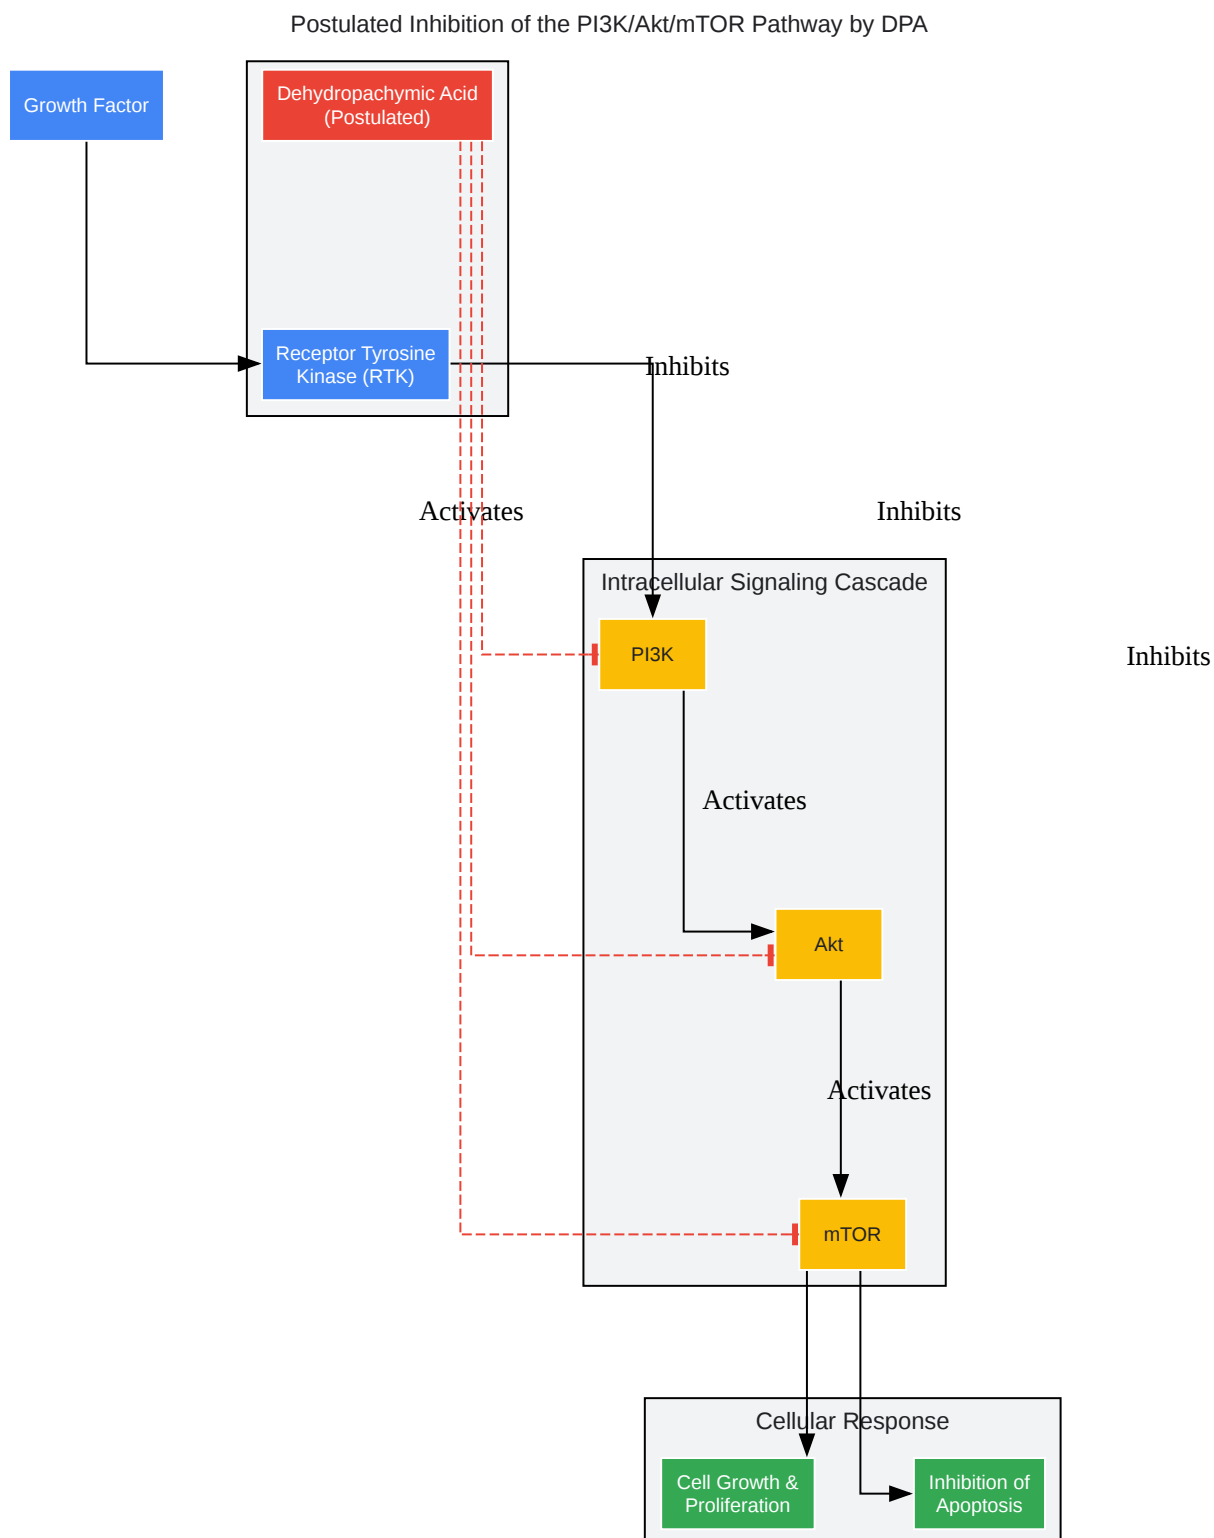 Postulated Inhibition of the PI3K/Akt/mTOR Pathway by DPA
Growth Factor
Dehydropachymic Acid
(Postulated)
Receptor Tyrosine
Kinase (RTK)
Inhibits
Activates
Inhibits
Intracellular Signaling Cascade
PI3K
Inhibits
Activates
Akt
Activates
mTOR
Cellular Response
Cell Growth &
Proliferation
Inhibition of
Apoptosis